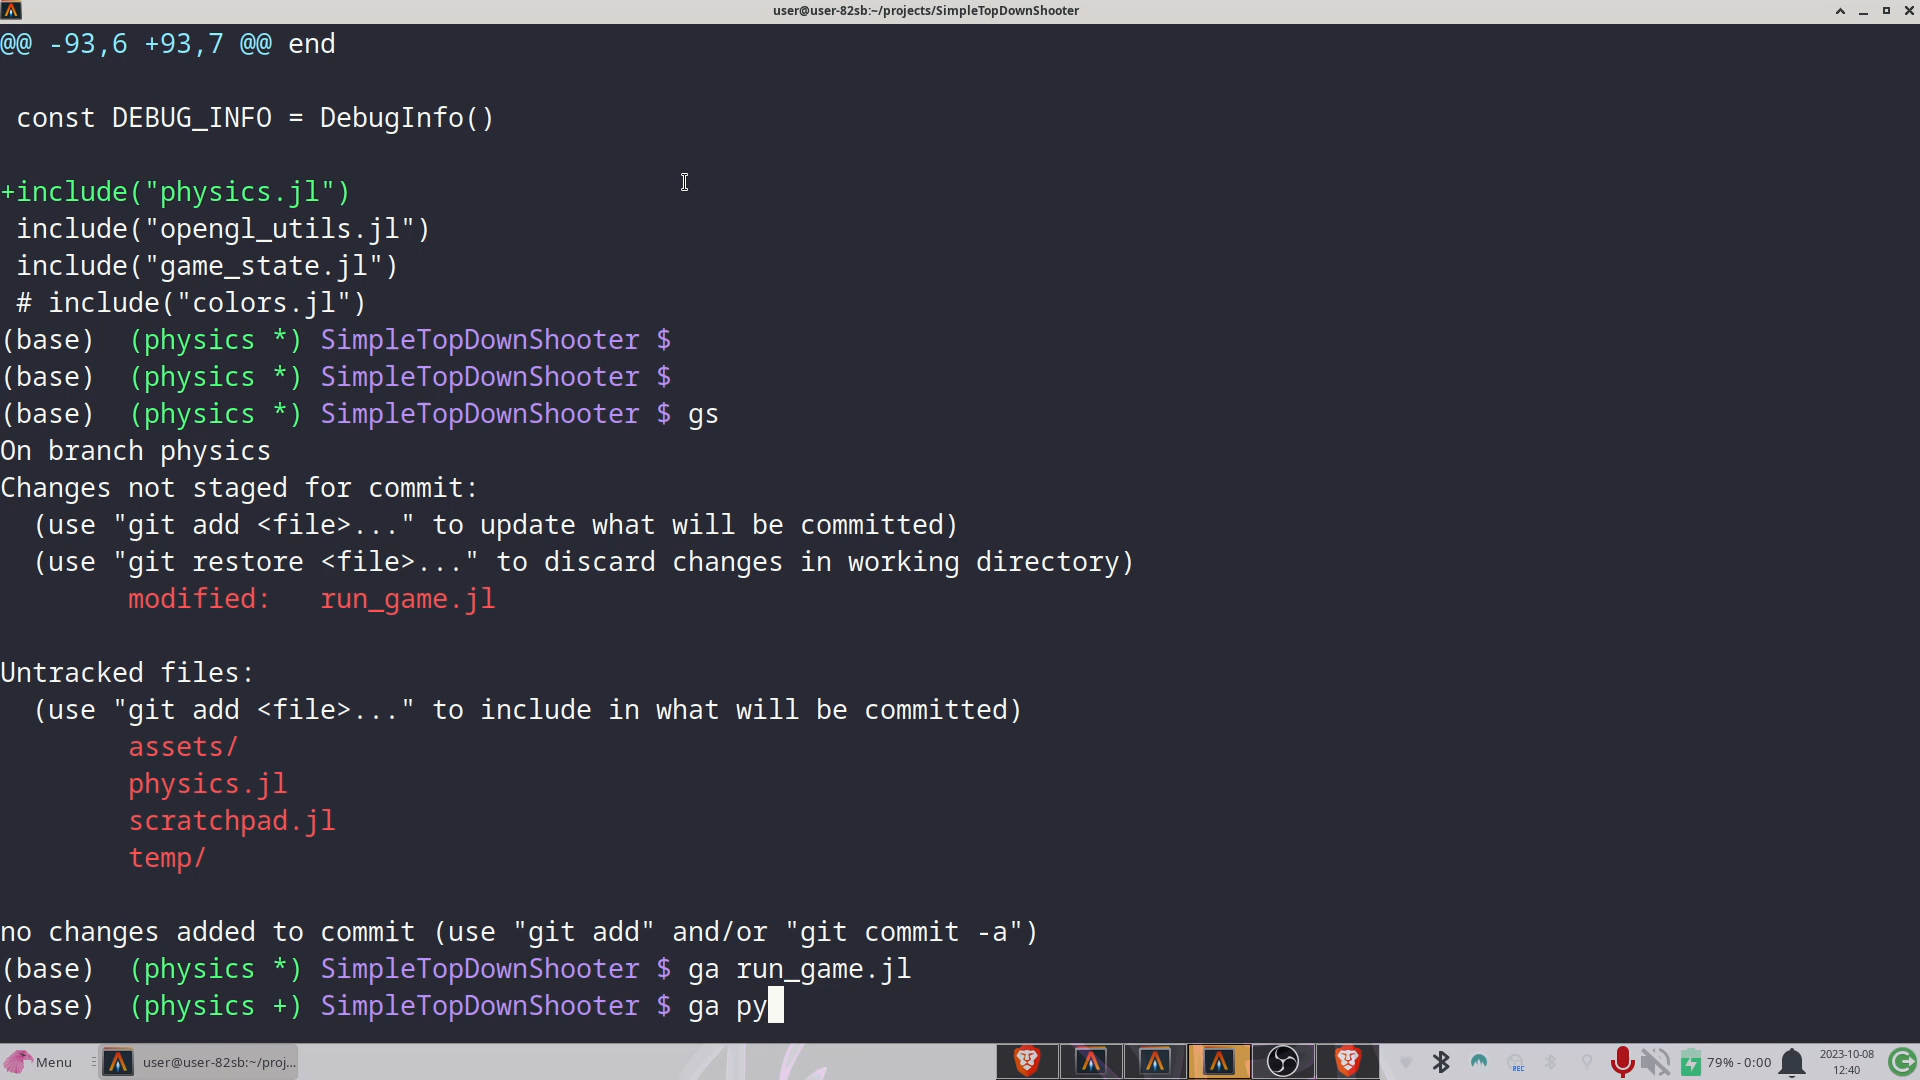 user@user-82sb:~/projects/SimpleTopDownShooter
@@ -93,6 +93,7 @@ end
const DEBUG_INFO = DebugInfo()
+include("physics.jl")
include("opengl_utils.jl")
include("game_state.jl")
# include("colors.jl")
(base)  (physics *) SimpleTopDownShooter $
(base)  (physics *) SimpleTopDownShooter $
(base)  (physics *) SimpleTopDownShooter $ gs
On branch physics
Changes not staged for commit:
(use "git add <file>..." to update what will be committed)
(use "git restore <file>..." to discard changes in working directory)
modified:   run_game.jl
Untracked files:
(use "git add <file>..." to include in what will be committed)
assets/
physics.jl
scratchpad.jl
temp/
no changes added to commit (use "git add" and/or "git commit -a")
(base)  (physics *) SimpleTopDownShooter $ ga run_game.jl
(base)  (physics +) SimpleTopDownShooter $ ga py
Menu
user@user-82sb:~/proj...
REC
79% - 0:00
2023-10-08
12:40